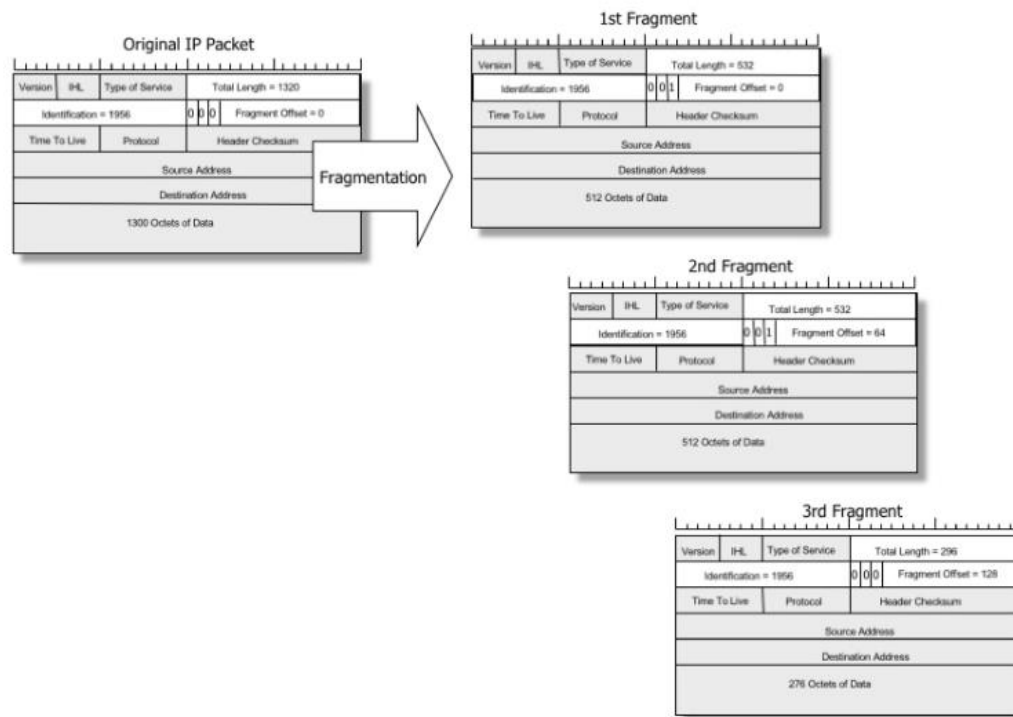 Original IP Packet
Version IHL Type of Service Total Length = 1320
Identification = 1956 0 0 0 Fragment Offset = 0
Time To Live Protocol Header Checksum
Source Address
Destination Address
1300 Octets of Data
Fragmentation
1st Fragment
Version IHL Type of Service Total Length = 532
Identification = 1956 0 0 1 Fragment Offset = 0
Time To Live Protocol Header Checksum
Source Address
Destination Address
512 Octets of Data
2nd Fragment
Version IHL Type of Service Total Length = 532
Identification = 1956 0 0 1 Fragment Offset = 64
Time To Live Protocol Header Checksum
Source Address
Destination Address
512 Octets of Data
3rd Fragment
Version IHL Type of Service Total Length = 296
Identification = 1956 0 0 0 Fragment Offset = 128
Time To Live Protocol Header Checksum
Source Address
Destination Address
276 Octets of Data